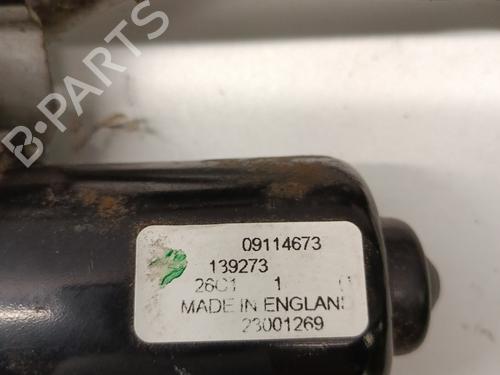 B-PARTS
09114673
139273
26C1 1
MADE IN ENGLAN
23001269